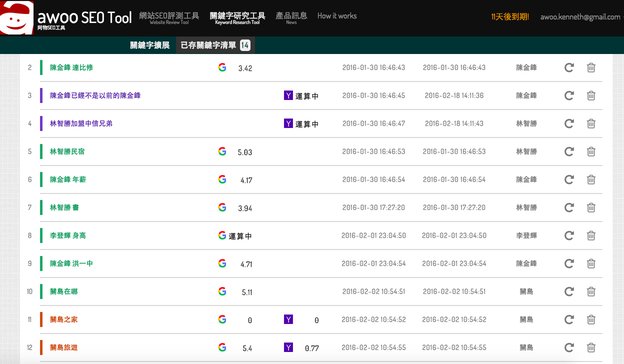 awoo SEO Tool
阿物SEO工具
網站SEO評測工具
Website Review Tool
關鍵字研究工具
Keyword Research Tool
產品訊息
News
How it works
11天後到期!
awoo.kenneth@gmail.com
關鍵字擴展 已存關鍵字清單 14
2 陳金鋒 達比修 G 3.42 2016-01-30 16:46:43 2016-01-30 16:46:43 陳金鋒
3 陳金鋒已經不是以前的陳金鋒 Y 運算中 2016-01-30 16:46:45 2016-02-18 14:11:36 陳金鋒
4 林智勝加盟中信兄弟 Y 運算中 2016-01-30 16:46:47 2016-02-18 14:11:43 林智勝
5 林智勝民宿 G 5.03 2016-01-30 16:46:53 2016-01-30 16:46:53 林智勝
6 陳金鋒 年薪 G 4.17 2016-01-30 16:46:54 2016-01-30 16:46:54 陳金鋒
7 林智勝 書 G 3.94 2016-01-30 17:27:20 2016-01-30 17:27:20 林智勝
8 李登輝 身高 G 運算中 2016-02-01 23:04:50 2016-02-01 23:04:50 李登輝
9 陳金鋒 洪一中 G 4.71 2016-02-01 23:04:54 2016-02-01 23:04:54 陳金鋒
10 關島在哪 G 5.11 2016-02-02 10:54:51 2016-02-02 10:54:51 關島
11 關島之家 G 0 Y 0 2016-02-02 10:54:52 2016-02-02 10:54:52 關島
12 關島旅遊 G 5.4 Y 0.77 2016-02-02 10:54:55 2016-02-02 10:54:55 關島